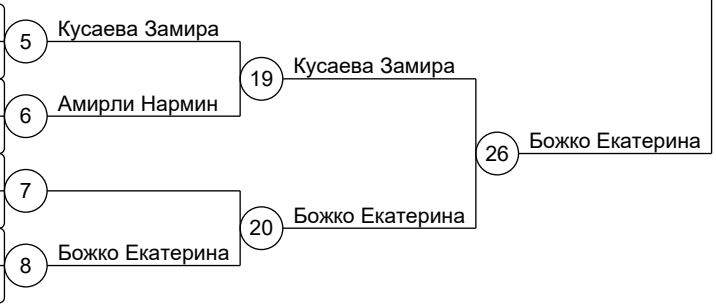 5 Кусаева Замира
19 Кусаева Замира
6 Амирли Нармин
26 Божко Екатерина
7
20 Божко Екатерина
8 Божко Екатерина